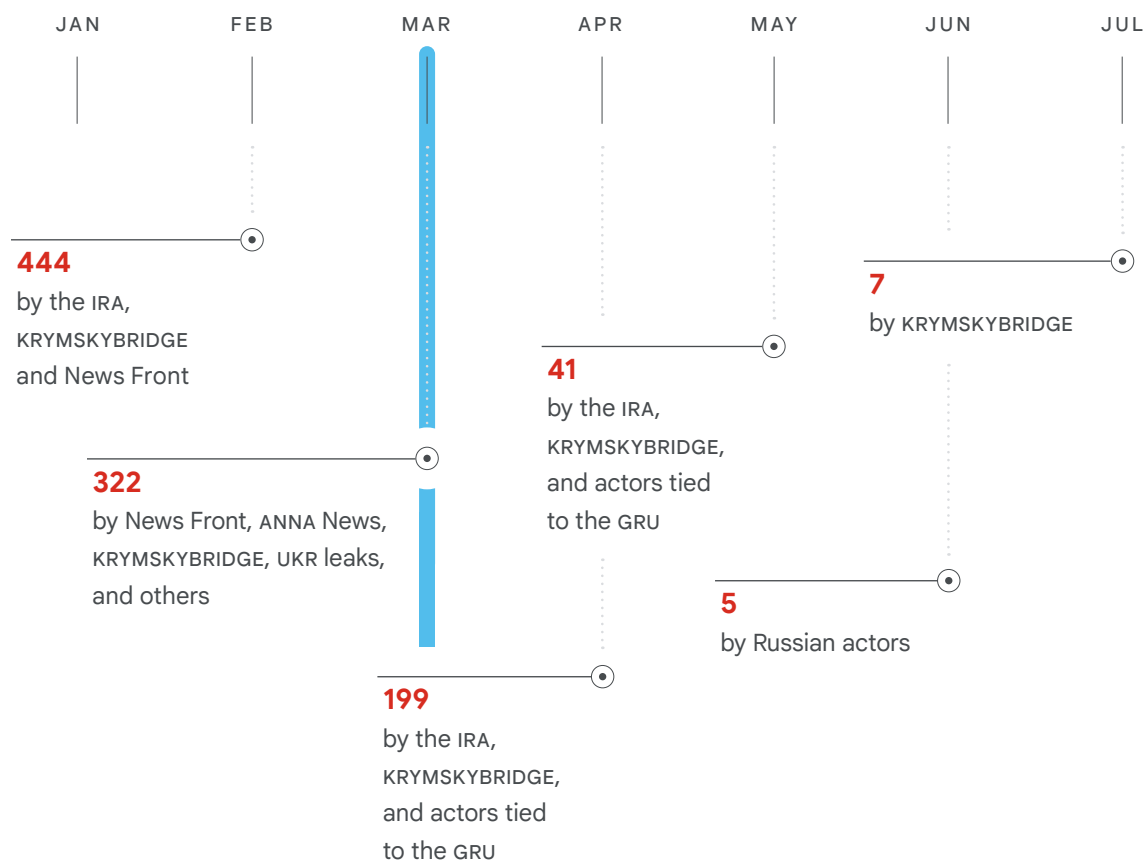 JAN FEB MAR APR MAY JUN JUL
444
by the IRA,
KRYMSKYBRIDGE
and News Front
322
by News Front, ANNA News,
KRYMSKYBRIDGE, UKR leaks,
and others
199
by the IRA,
KRYMSKYBRIDGE,
and actors tied
to the GRU
41
by the IRA,
KRYMSKYBRIDGE,
and actors tied
to the GRU
5
by Russian actors
7
by KRYMSKYBRIDGE